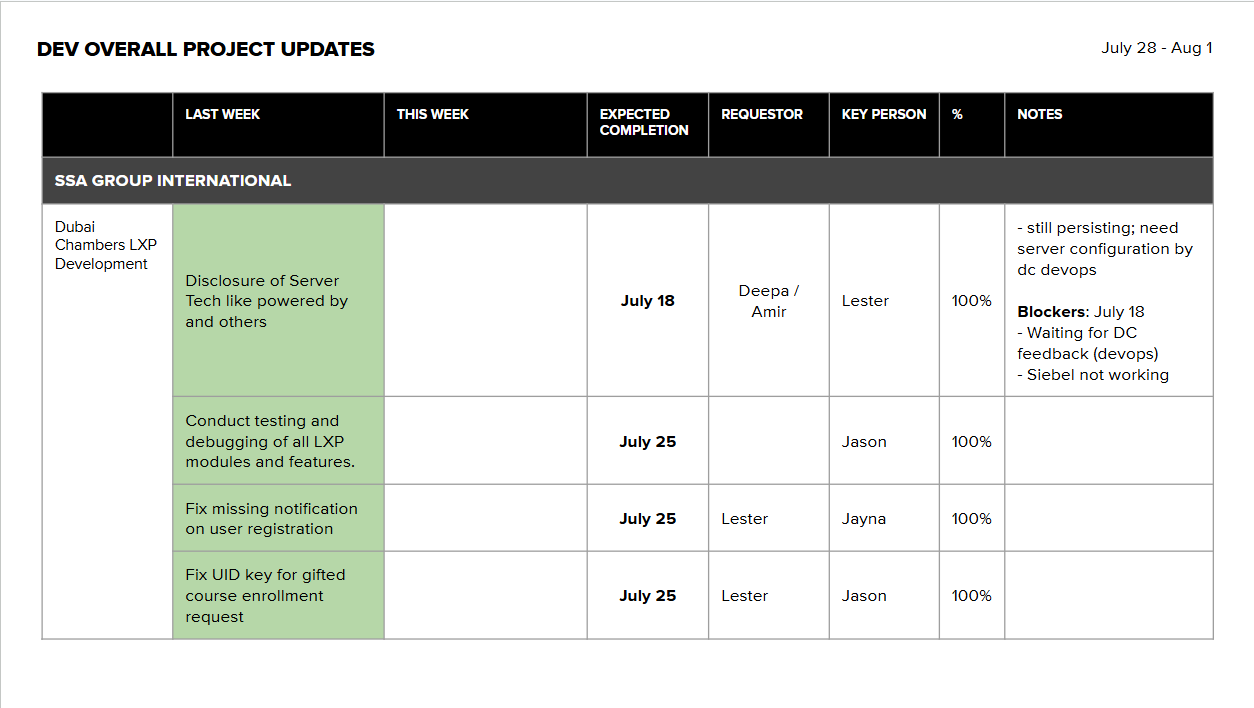 DEV OVERALL PROJECT UPDATES
July 28 - Aug 1
LAST WEEK
THIS WEEK
EXPECTED
COMPLETION
REQUESTOR
KEY PERSON
%
NOTES
SSA GROUP INTERNATIONAL
Dubai
Chambers LXP
Development
Disclosure of Server
Tech like powered by
and others
July 18
Deepa /
Amir
Lester
100%
- still persisting; need
server configuration by
dc devops
Blockers: July 18
- Waiting for DC
feedback (devops)
- Siebel not working
Conduct testing and
debugging of all LXP
modules and features.
July 25
Jason
100%
Fix missing notification
on user registration
July 25
Lester
Jayna
100%
Fix UID key for gifted
course enrollment
request
July 25
Lester
Jason
100%